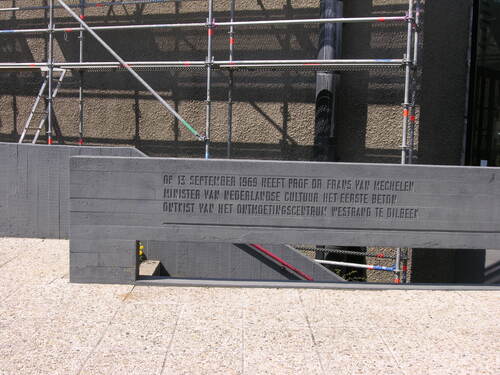 OP 13 SEPTEMBER 1969 HEEFT PROF DR FRANS VAN MECHELEN
MINISTER VAN NEDERLANDSE CULTUUR HET EERSTE BETON
ONTKIST VAN HET ONTMOETINGSCENTRUM WESTRAND TE DILBEEK